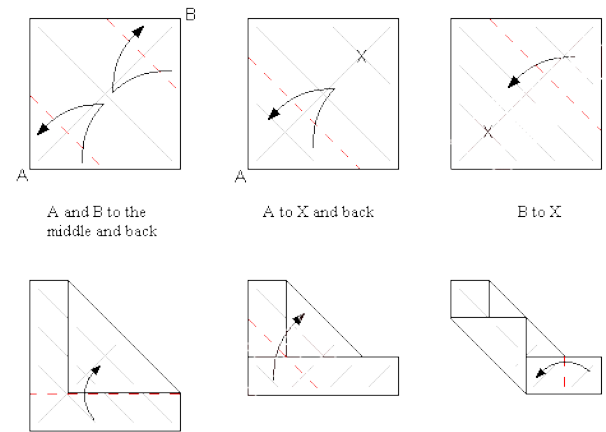 B
X
X
A
A
A and B to the
middle and back
A to X and back
B to X